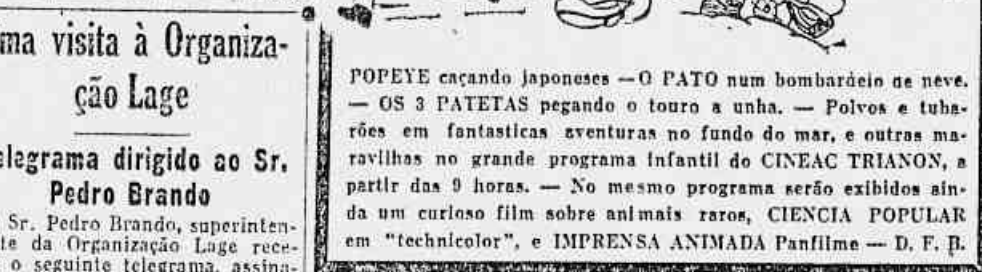 ma visita à Organiza-
ção Lage
elegrama dirigido ao Sr.
Pedro Brando
Sr. Pedro Brando, superinten-
te da Organização Lage rece-
o seguinte telegrama, assina-
POPEYE caçando japoneses — O PATO num bombardeio de neve.
— OS 3 PATETAS pegando o touro a unha. — Polvos e tuba-
rões em fantasticas aventuras no fundo do mar, e outras ma-
ravilhas no grande programa infantil do CINEAC TRIANON, a
partir das 9 horas. — No mesmo programa serão exibidos ain-
da um curioso film sobre animais raros, CIENCIA POPULAR
em "technicolor", e IMPRENSA ANIMADA Panfilme — D. F. B.